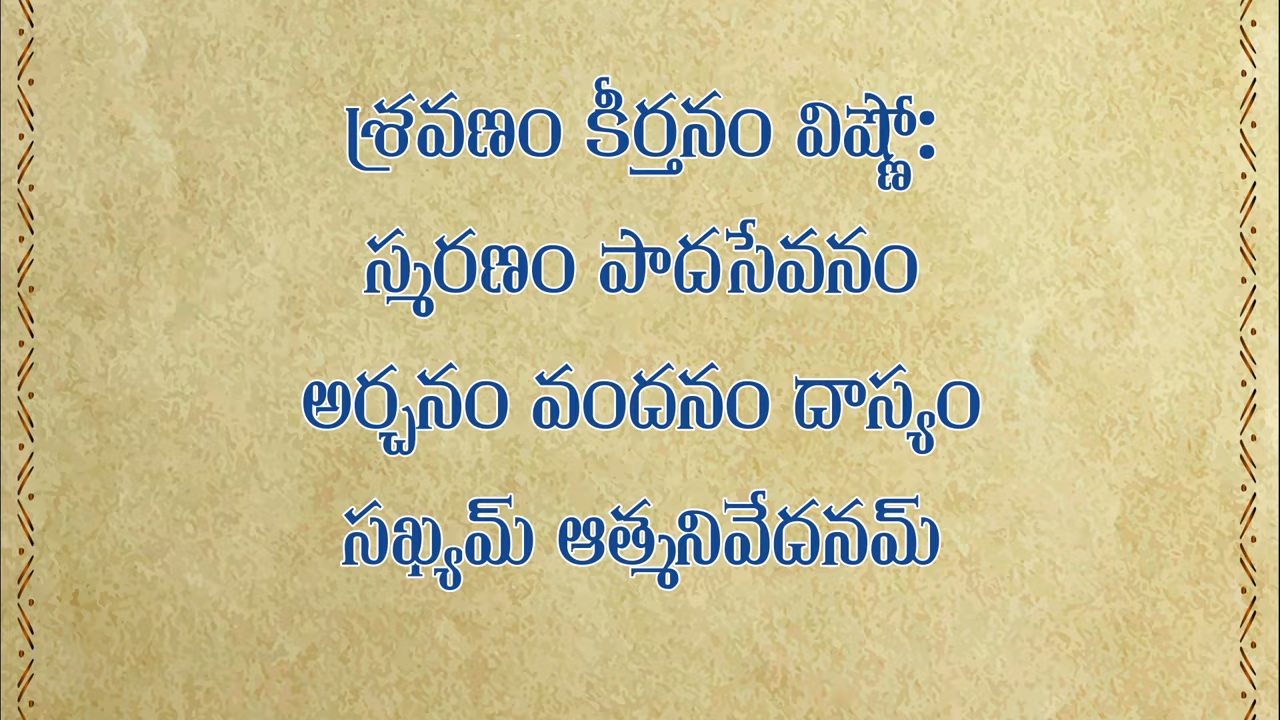 శ్రవణం కీర్తనం విష్ణో:
స్మరణం పాదసేవనం
అర్చనం వందనం దాస్యం
సఖ్యమ్ ఆత్మనివేదనమ్